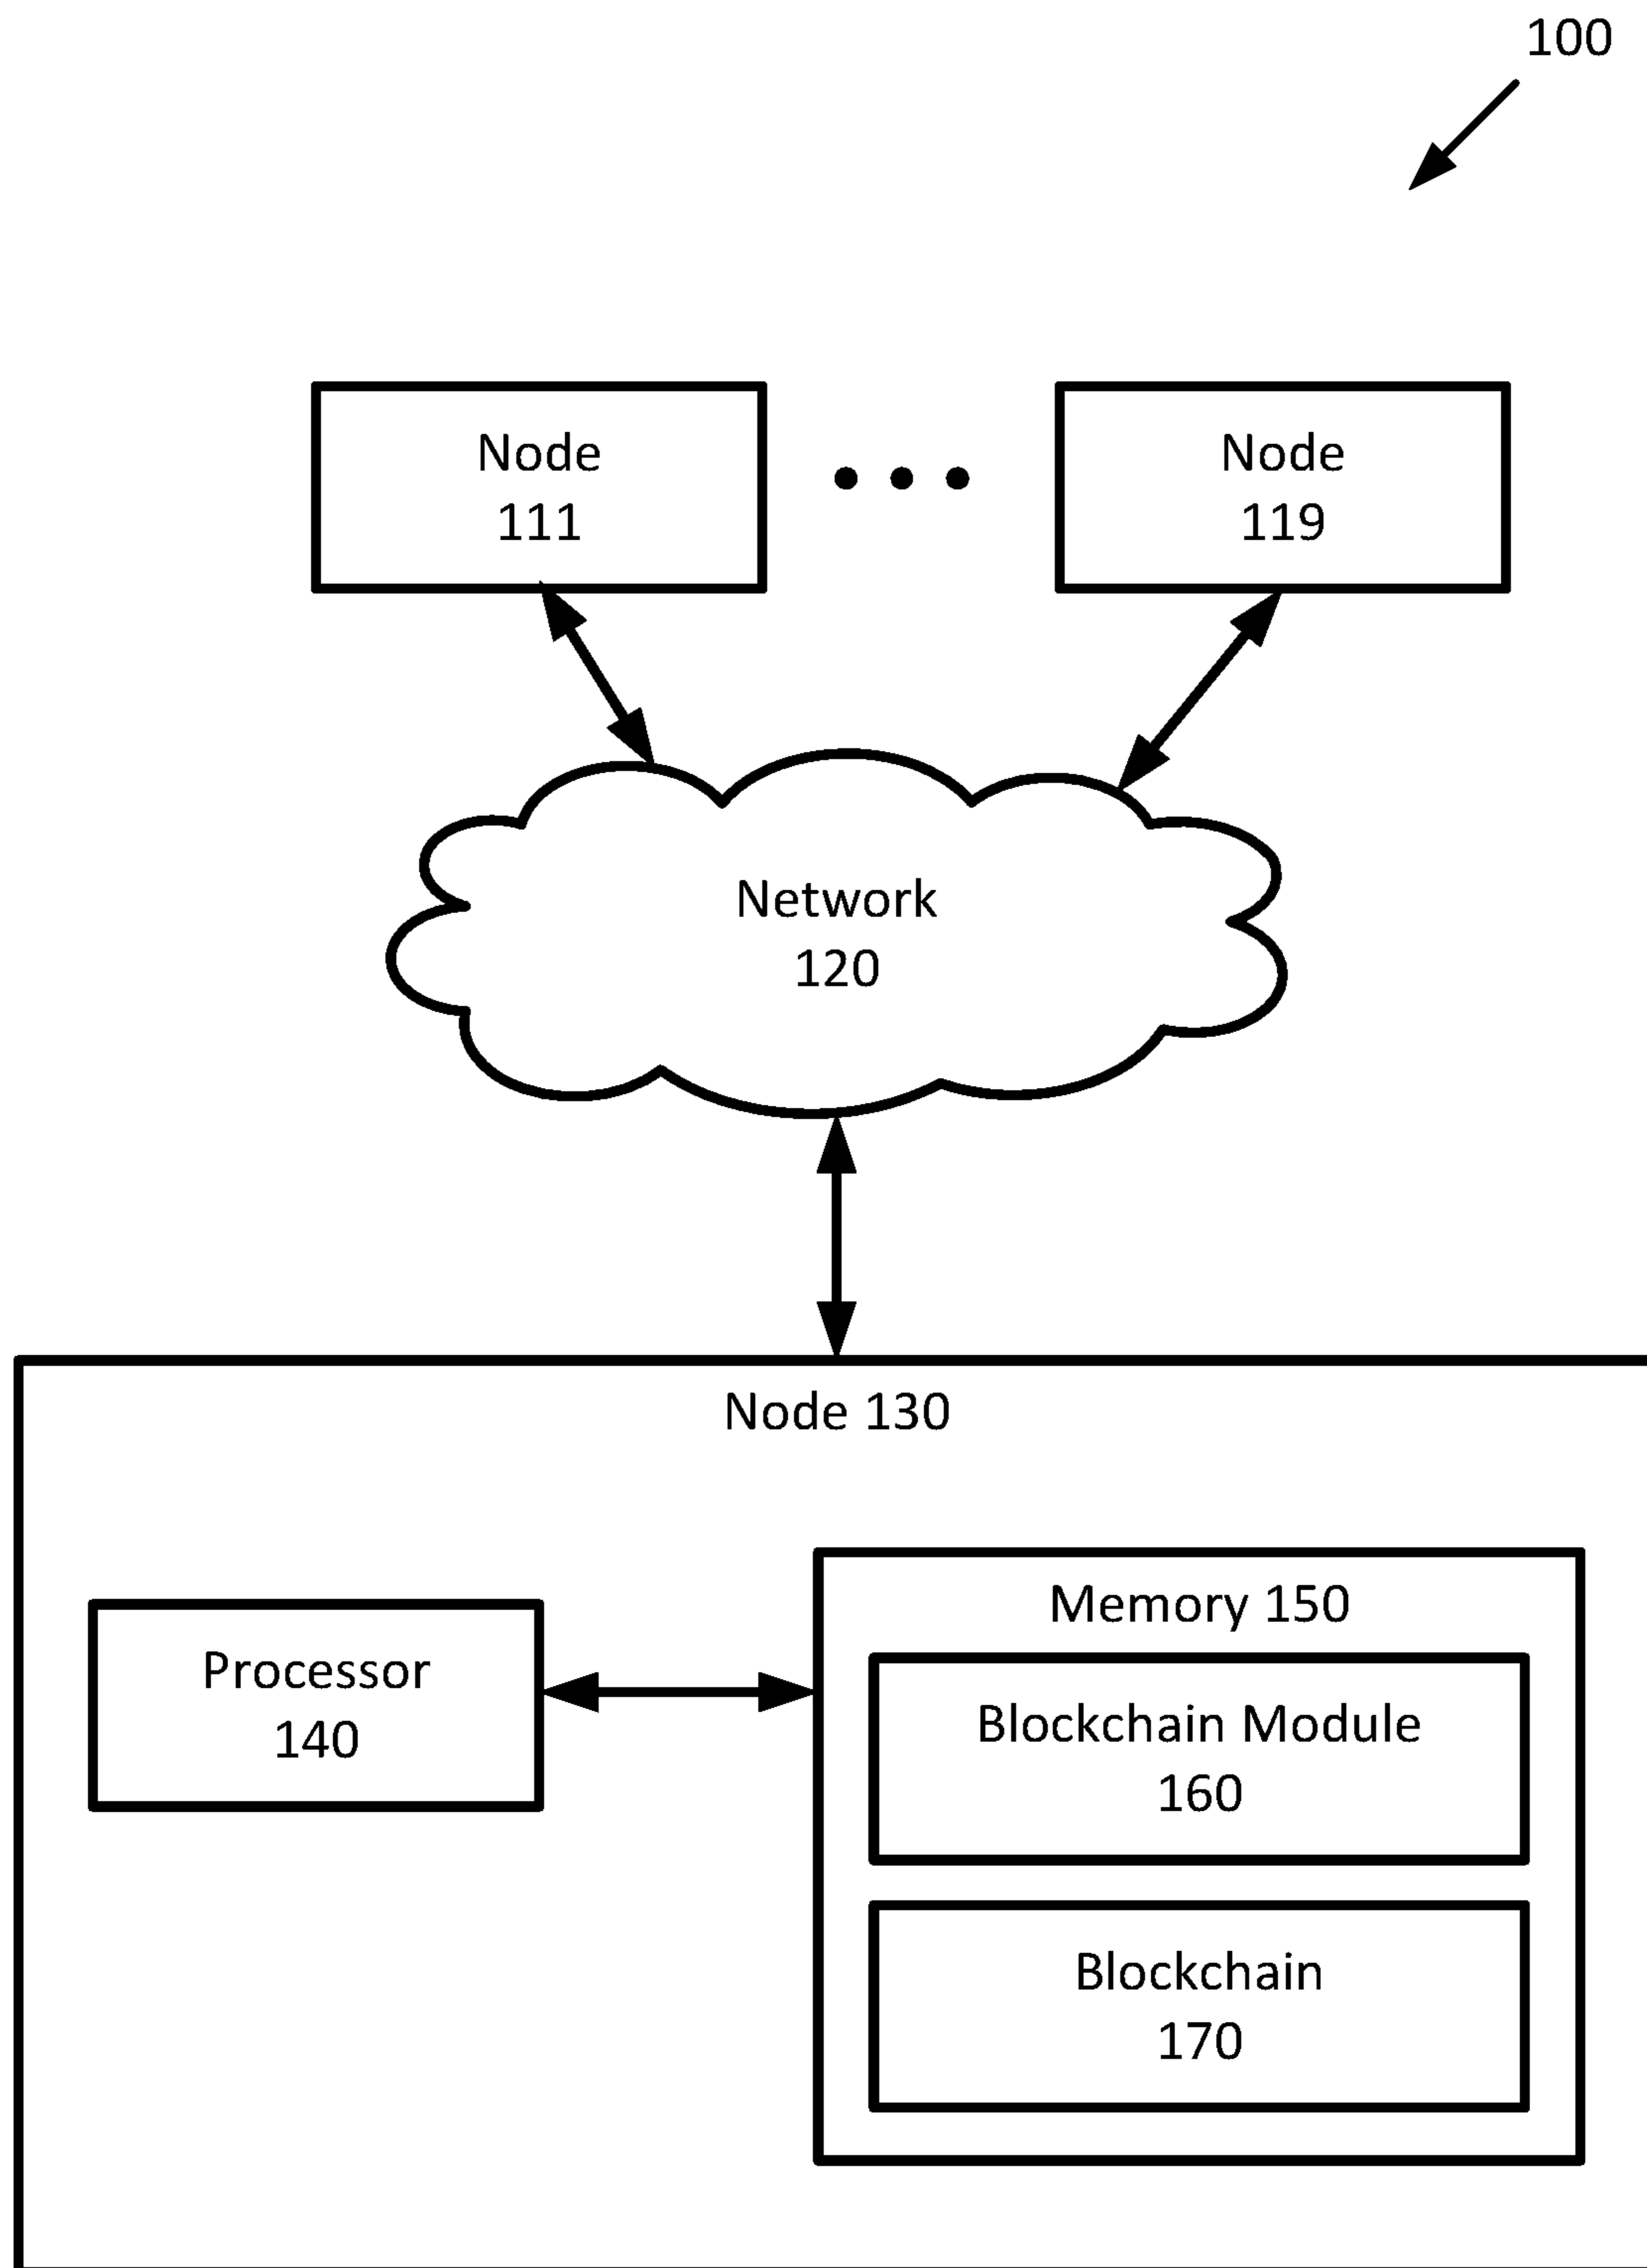 100
Node
111
Node
119
Network
120
Node 130
Processor
140
Memory 150
Blockchain Module
160
Blockchain
170